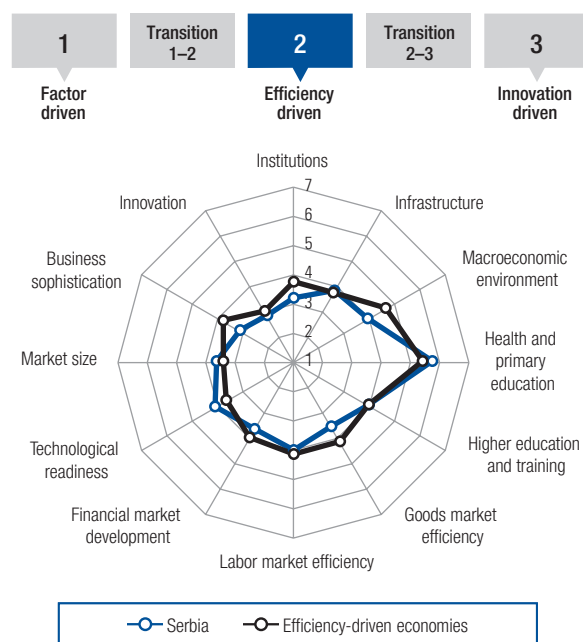 1
Transition
1–2
2
Transition
2–3
3
Factor
driven
Efficiency
driven
Innovation
driven
Institutions
Infrastructure
Macroeconomic
environment
Health and
primary
education
Higher education
and training
Goods market
efficiency
Labor market efficiency
Financial market
development
Technological
readiness
Market size
Business
sophistication
Innovation
7
6
5
4
3
2
1
Serbia
Efficiency-driven economies